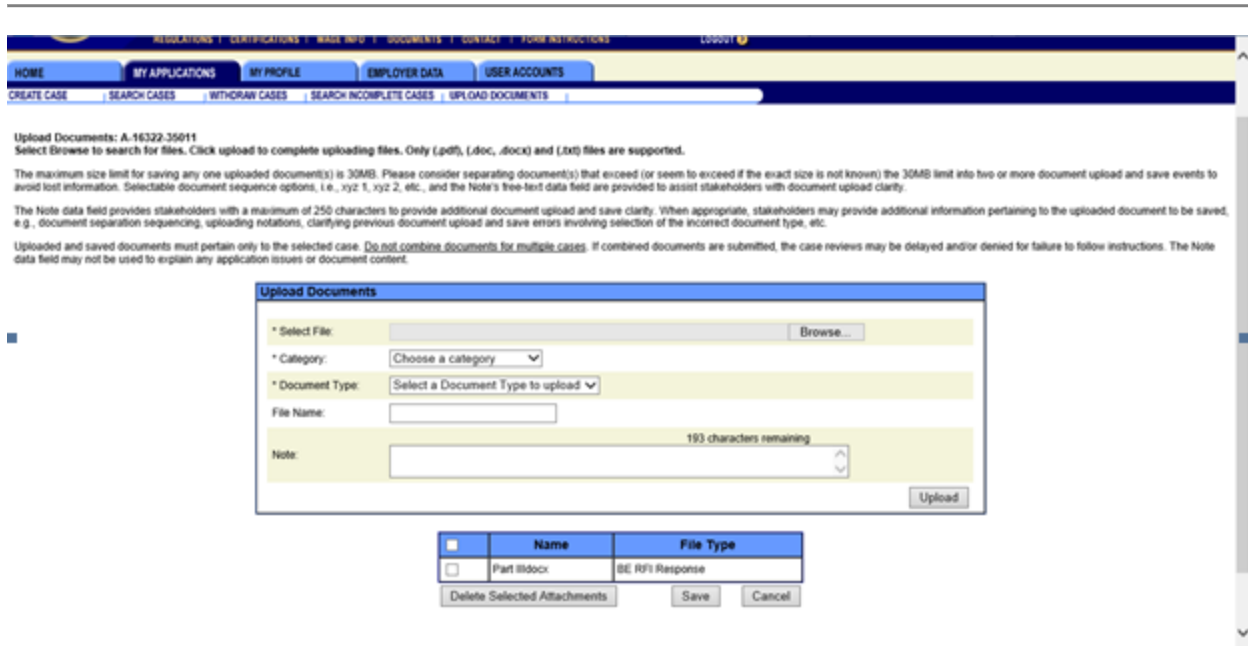 REGULATIONS | CERTIFICATIONS | WAGE INFO | DOCUMENTS | CONTACT | FORM INSTRUCTIONS LOGOUT
HOME MY APPLICATIONS MY PROFILE EMPLOYER DATA USER ACCOUNTS
CREATE CASE | SEARCH CASES | WITHDRAW CASES | SEARCH INCOMPLETE CASES | UPLOAD DOCUMENTS |
Upload Documents: A-16322-35011
Select Browse to search for files. Click upload to complete uploading files. Only (.pdf), (.doc, .docx) and (.txt) files are supported.
The maximum size limit for saving any one uploaded document(s) is 30MB. Please consider separating document(s) that exceed (or seem to exceed if the exact size is not known) the 30MB limit into two or more document upload and save events to
avoid lost information. Selectable document sequence options, i.e., xyz 1, xyz 2, etc., and the Note's free-text data field are provided to assist stakeholders with document upload clarity.
The Note data field provides stakeholders with a maximum of 250 characters to provide additional document upload and save clarity. When appropriate, stakeholders may provide additional information pertaining to the uploaded document to be saved,
e.g., document separation sequencing, uploading notations, clarifying previous document upload and save errors involving selection of the incorrect document type, etc.
Uploaded and saved documents must pertain only to the selected case. Do not combine documents for multiple cases. If combined documents are submitted, the case reviews may be delayed and/or denied for failure to follow instructions. The Note
data field may not be used to explain any application issues or document content.
Upload Documents
* Select File: Browse...
* Category: Choose a category
* Document Type: Select a Document Type to upload
File Name:
193 characters remaining
Note:
Upload
Name File Type
Part IIIdocx BE RFI Response
Delete Selected Attachments Save Cancel